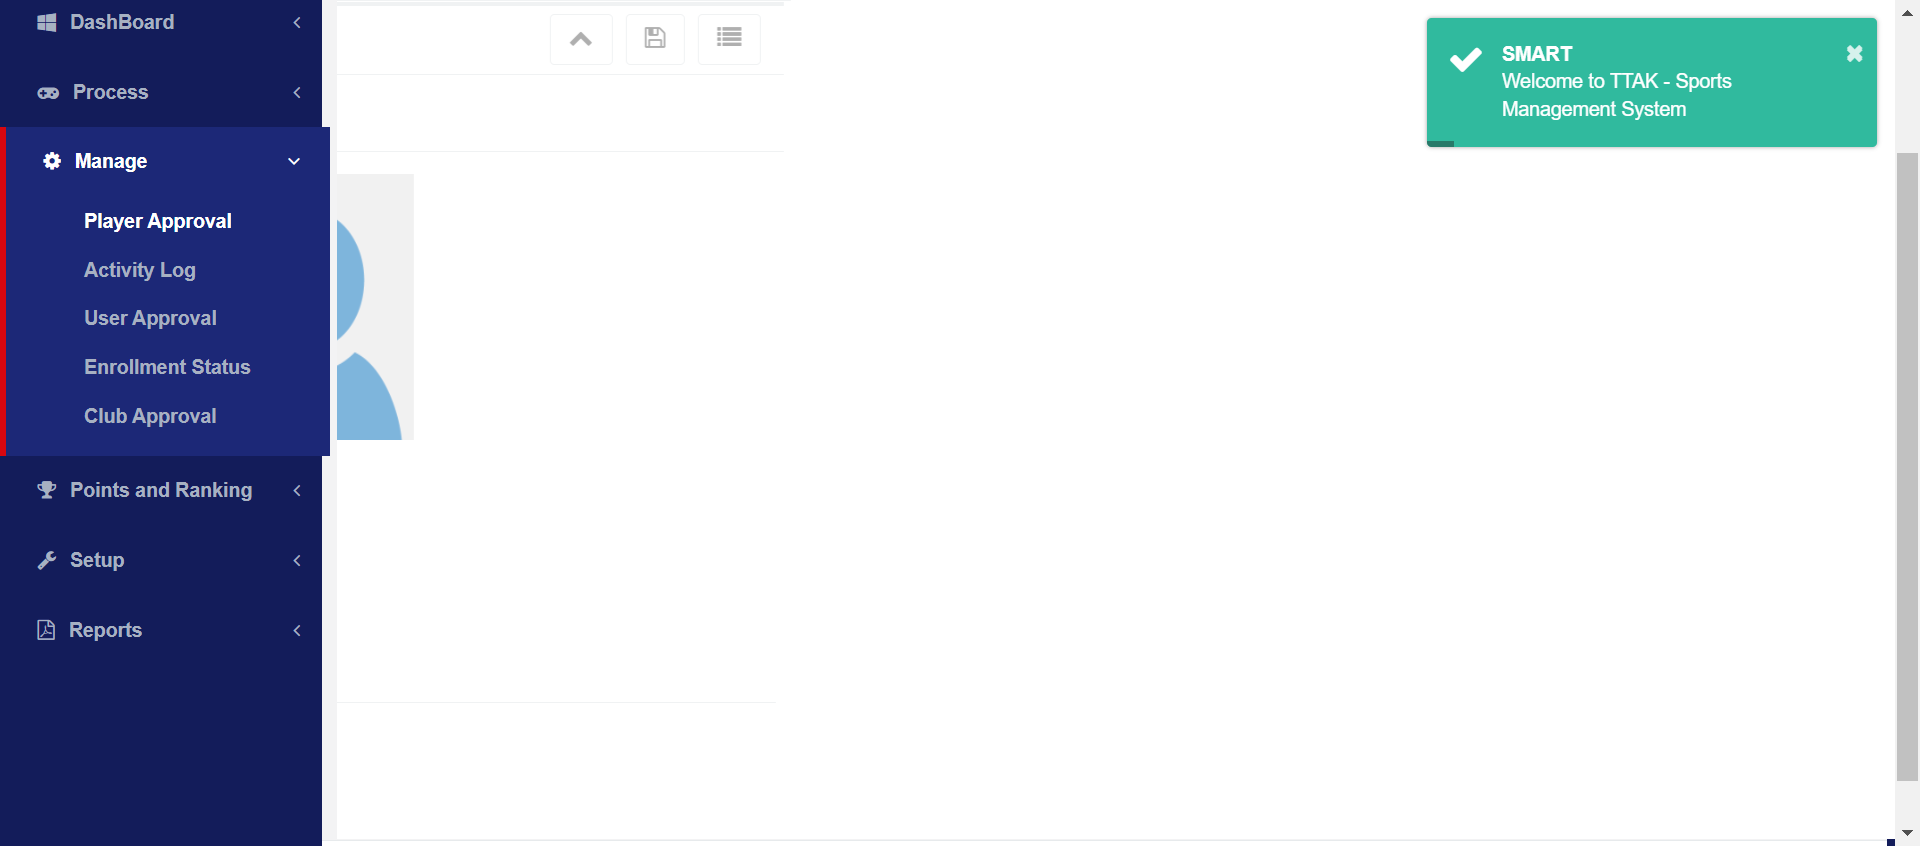 DashBoard
Process
Manage
Player Approval
Activity Log
User Approval
Enrollment Status
Club Approval
Points and Ranking
Setup
Reports
SMART
Welcome to TTAK - Sports
Management System